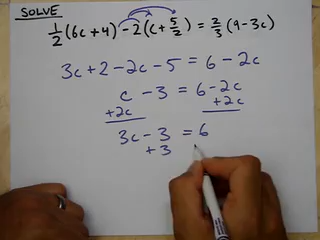 SOLVE
1/2(6c+4)-2(c+5/2)=2/3(9-3c)
3c+2-2c-5=6-2c
c-3=6-2c
+2c +2c
3c-3=6
+3